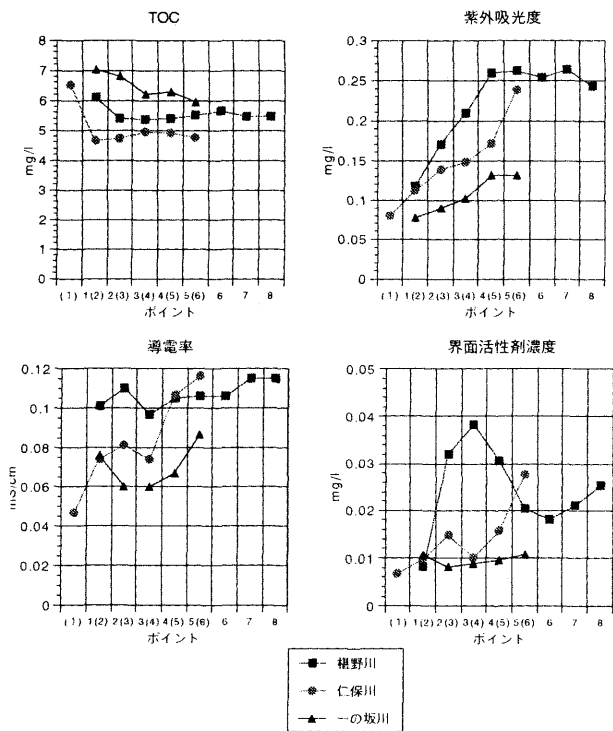 TOC
8
7
6
5
4
3
2
1
0
mg/l
(1) 1(2) 2(3) 3(4) 4(5) 5(6) 6 7 8
ポイント
紫外吸光度
0.3
0.25
0.2
0.15
0.1
0.05
0
mg/l
(1) 1(2) 2(3) 3(4) 4(5) 5(6) 6 7 8
ポイント
導電率
0.12
0.1
0.08
0.06
0.04
0.02
0
mS/cm
(1) 1(2) 2(3) 3(4) 4(5) 5(6) 6 7 8
ポイント
界面活性剤濃度
0.05
0.04
0.03
0.02
0.01
0
mg/l
(1) 1(2) 2(3) 3(4) 4(5) 5(6) 6 7 8
ポイント
椹野川
仁保川
一の坂川